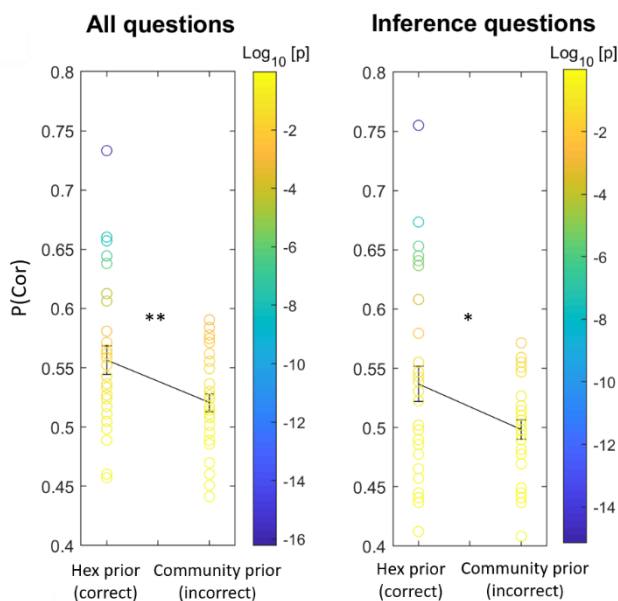 All questions
Inference questions
Log10 [p]
Log10 [p]
P(Cor)
0.8
0.75
0.7
0.65
0.6
0.55
0.5
0.45
0.4
**
-2
-4
-6
-8
-10
-12
-14
-16
0.8
0.75
0.7
0.65
0.6
0.55
0.5
0.45
0.4
*
-2
-4
-6
-8
-10
-12
-14
Hex prior
(correct)
Community prior
(incorrect)
Hex prior
(correct)
Community prior
(incorrect)